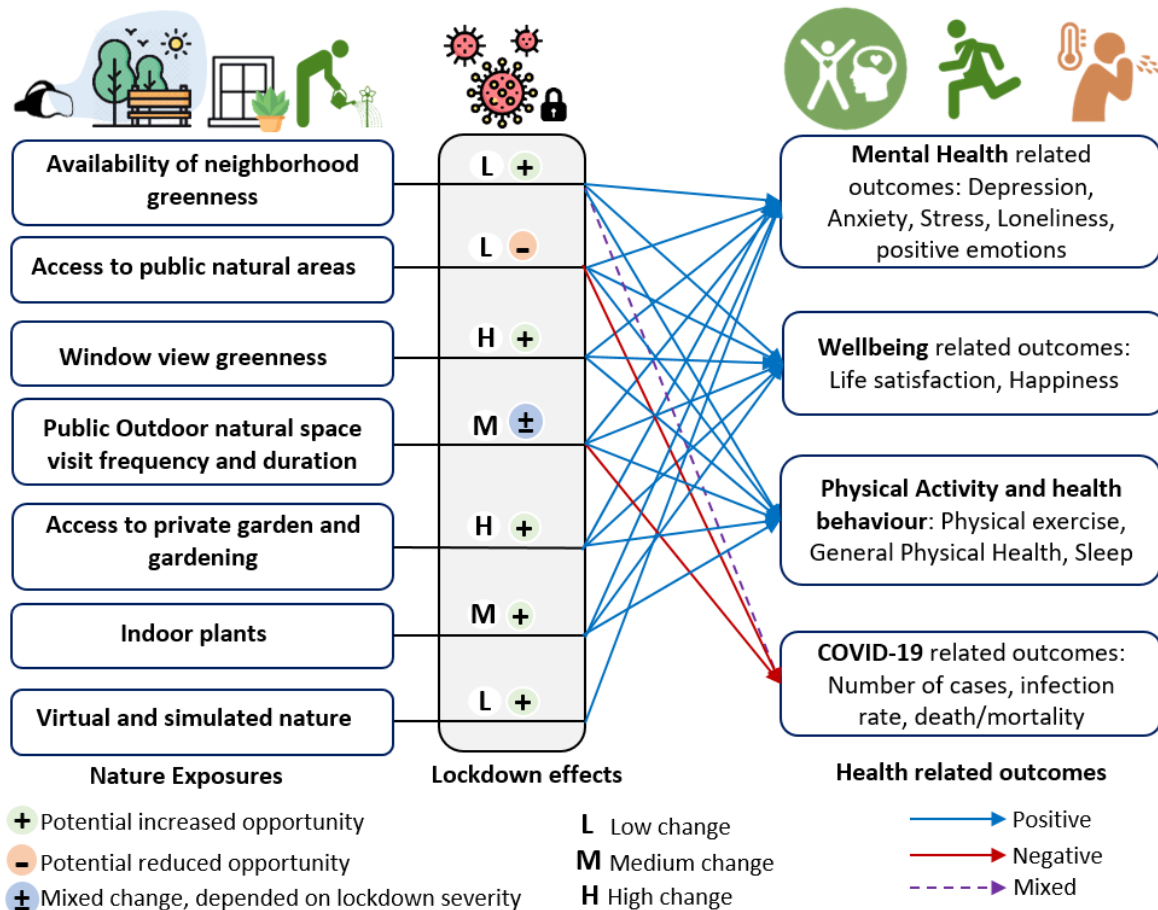 Availability of neighborhood
greenness
L +
Mental Health related
outcomes: Depression,
Anxiety, Stress, Loneliness,
positive emotions
Access to public natural areas
L -
Window view greenness
H +
Wellbeing related outcomes:
Life satisfaction, Happiness
Public Outdoor natural space
visit frequency and duration
M ±
Physical Activity and health
behaviour: Physical exercise,
General Physical Health, Sleep
Access to private garden and
gardening
H +
Indoor plants
M +
COVID-19 related outcomes:
Number of cases, infection
rate, death/mortality
Virtual and simulated nature
L +
Nature Exposures
Lockdown effects
Health related outcomes
+ Potential increased opportunity
- Potential reduced opportunity
± Mixed change, depended on lockdown severity
L Low change
M Medium change
H High change
Positive
Negative
Mixed